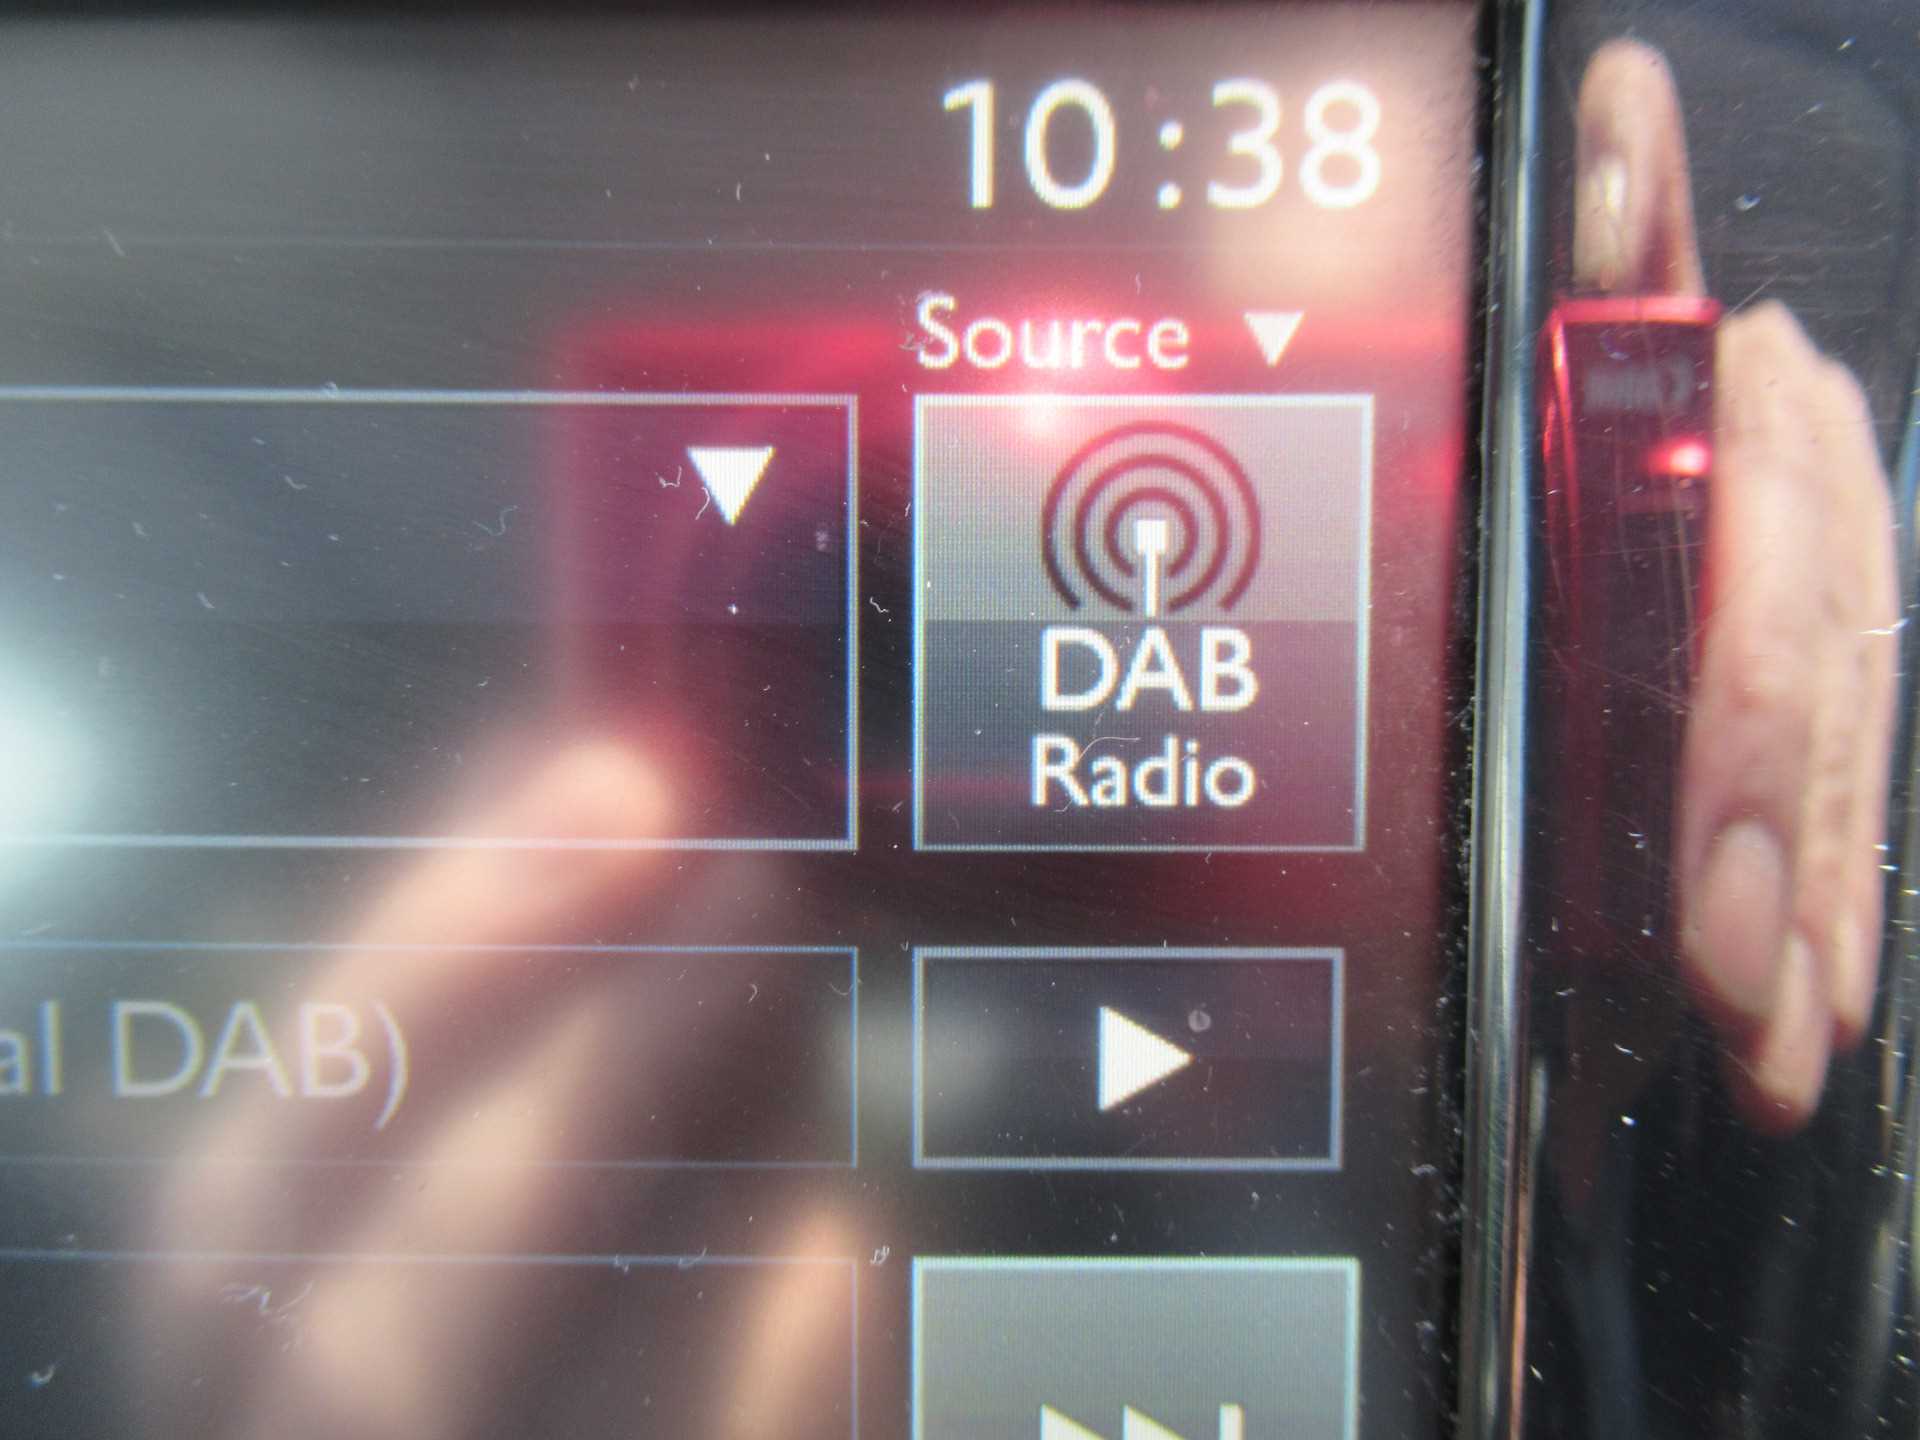 10:38
Source
DAB
Radio
al DAB)